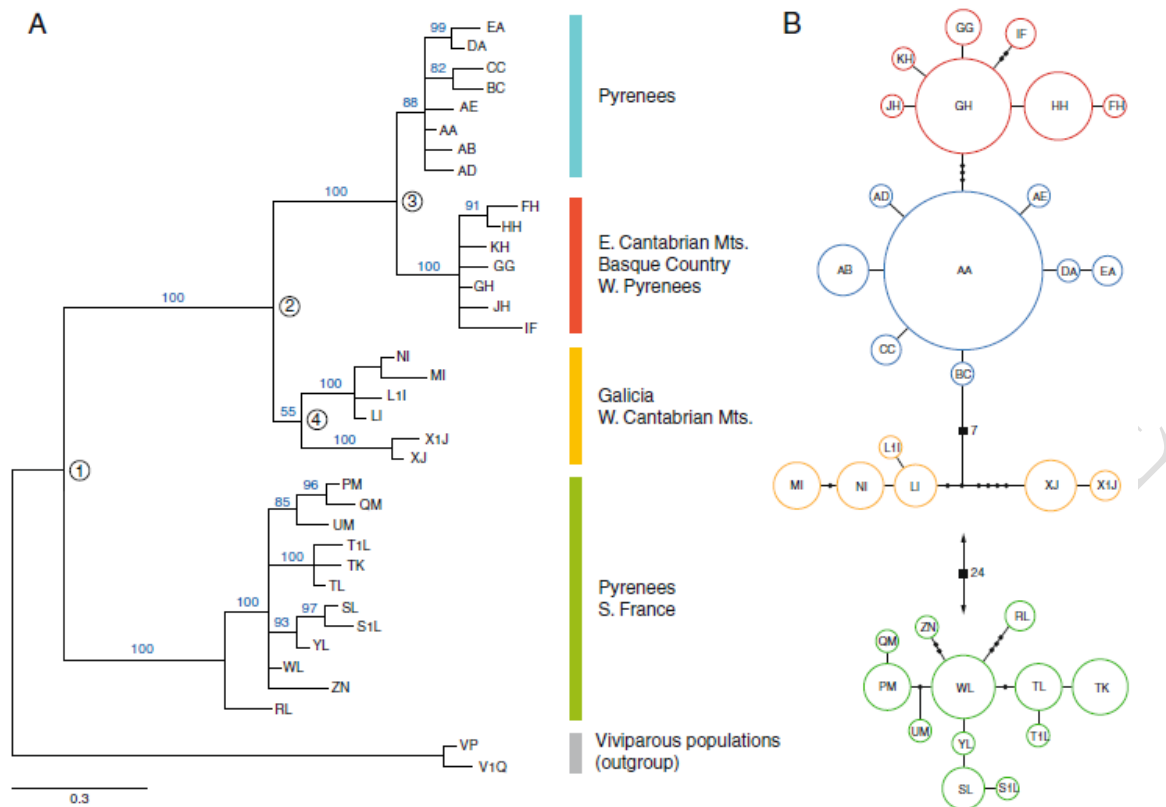 A
99
EA
DA
82
CC
BC
88
AE
AA
AB
AD
Pyrenees
100
3
91
FH
HH
KH
100
GG
GH
JH
IF
E. Cantabrian Mts.
Basque Country
W. Pyrenees
100
2
NI
100
MI
L1I
LI
55
4
100
X1J
XJ
Galicia
W. Cantabrian Mts.
1
96
PM
85
QM
UM
T1L
100
TK
TL
100
97
SL
93
S1L
YL
WL
100
ZN
RL
Pyrenees
S. France
VP
V1Q
Viviparous populations
(outgroup)
0.3
B
GG
IF
KH
JH
GH
HH
FH
AD
AE
AB
AA
DA
EA
CC
BC
7
L1I
MI
NI
LI
XJ
X1J
24
ZN
RL
QM
PM
WL
TL
TK
UM
T1L
YL
SL
S1L